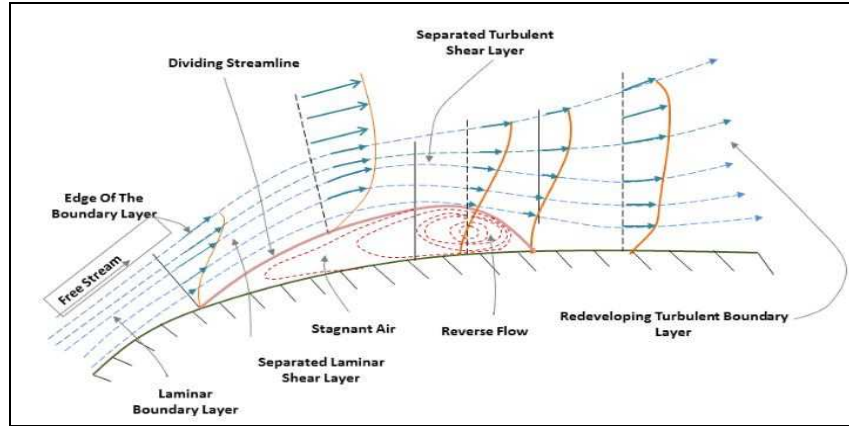 Separated Turbulent
Shear Layer
Dividing Streamline
Edge Of The
Boundary Layer
Free Stream
Stagnant Air
Reverse Flow
Redeveloping Turbulent Boundary
Layer
Separated Laminar
Shear Layer
Laminar
Boundary Layer